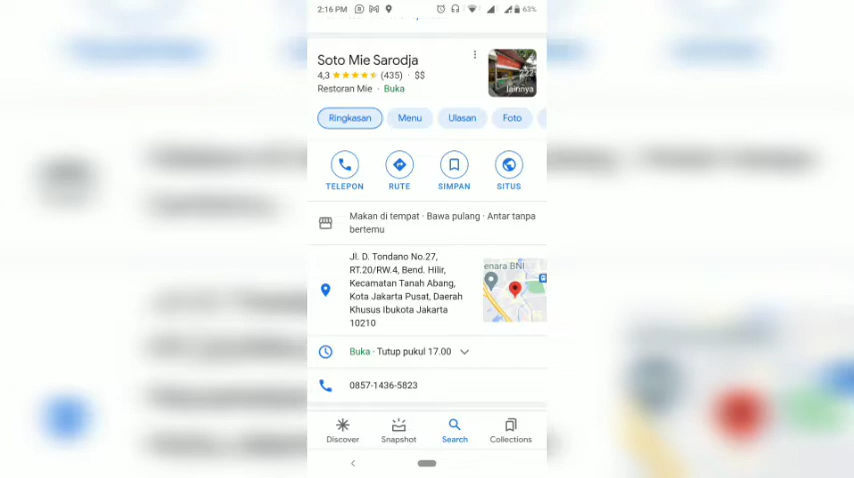 2:16 PM 63%
Soto Mie Sarodja
4,3 (435) · $$
Restoran Mie · Buka
lainnya
Ringkasan Menu Ulasan Foto
TELEPON RUTE SIMPAN SITUS
Makan di tempat · Bawa pulang · Antar tanpa
bertemu
Jl. D. Tondano No.27,
RT.20/RW.4, Bend. Hilir,
Kecamatan Tanah Abang,
Kota Jakarta Pusat, Daerah
Khusus Ibukota Jakarta
10210
enara BNI
Buka · Tutup pukul 17.00
0857-1436-5823
Discover Snapshot Search Collections